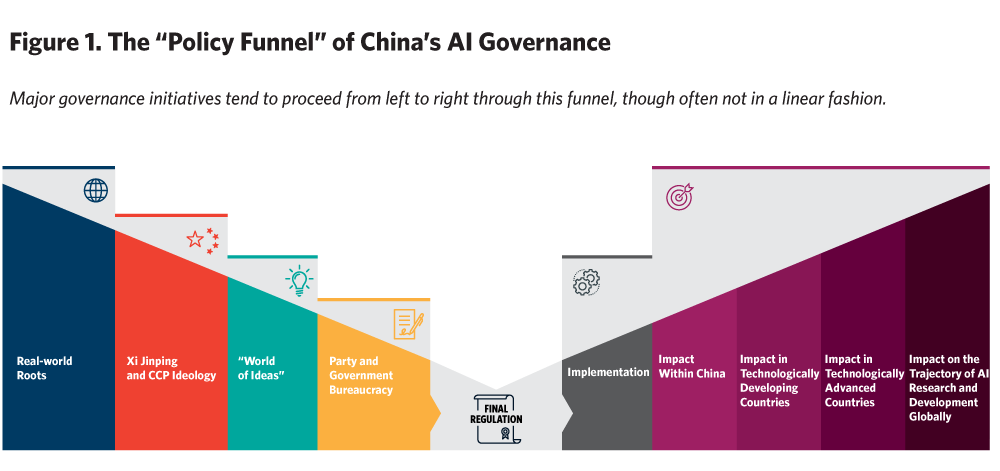 Figure 1. The “Policy Funnel” of China’s AI Governance
Major governance initiatives tend to proceed from left to right through this funnel, though often not in a linear fashion.
Real-world
Roots
Xi Jinping
and CCP Ideology
“World
of Ideas”
Party and
Government
Bureaucracy
FINAL
REGULATION
Implementation
Impact
Within China
Impact in
Technologically
Developing
Countries
Impact in
Technologically
Advanced
Countries
Impact on the
Trajectory of AI
Research and
Development
Globally